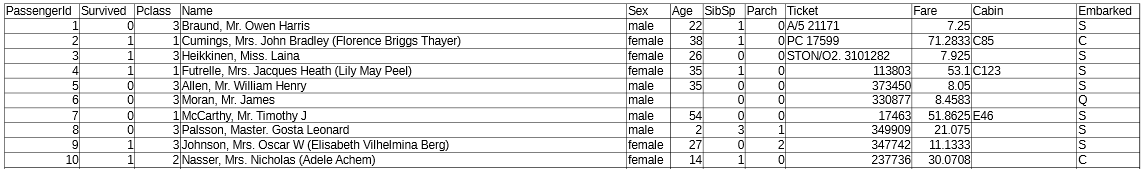 PassengerId Survived Pclass Name Sex Age SibSp Parch Ticket Fare Cabin Embarked
1 0 3 Braund, Mr. Owen Harris male 22 1 0 A/5 21171 7.25 S
2 1 1 Cumings, Mrs. John Bradley (Florence Briggs Thayer) female 38 1 0 PC 17599 71.2833 C85 C
3 1 3 Heikkinen, Miss. Laina female 26 0 0 STON/O2. 3101282 7.925 S
4 1 1 Futrelle, Mrs. Jacques Heath (Lily May Peel) female 35 1 0 113803 53.1 C123 S
5 0 3 Allen, Mr. William Henry male 35 0 0 373450 8.05 S
6 0 3 Moran, Mr. James male 0 0 330877 8.4583 Q
7 0 1 McCarthy, Mr. Timothy J male 54 0 0 17463 51.8625 E46 S
8 0 3 Palsson, Master. Gosta Leonard male 2 3 1 349909 21.075 S
9 1 3 Johnson, Mrs. Oscar W (Elisabeth Vilhelmina Berg) female 27 0 2 347742 11.1333 S
10 1 2 Nasser, Mrs. Nicholas (Adele Achem) female 14 1 0 237736 30.0708 C